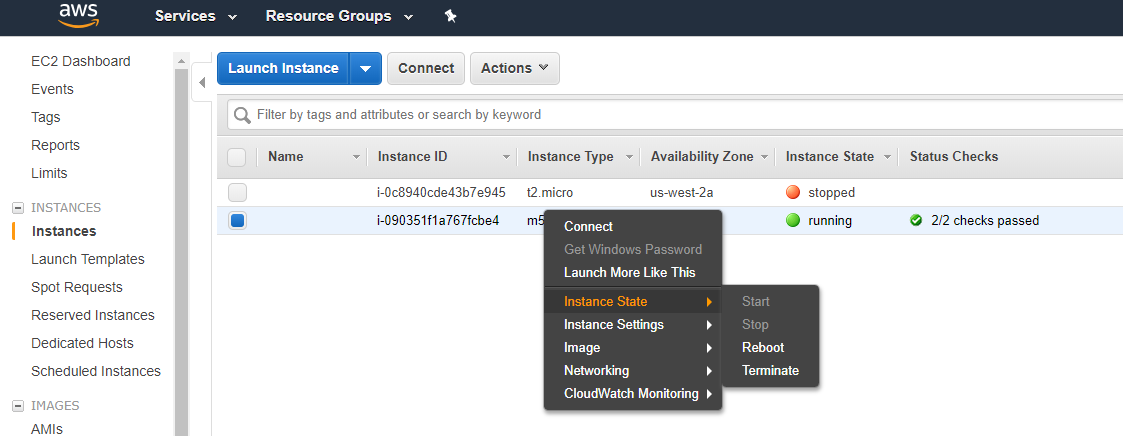 aws Services Resource Groups
EC2 Dashboard
Events
Tags
Reports
Limits
INSTANCES
Instances
Launch Templates
Spot Requests
Reserved Instances
Dedicated Hosts
Scheduled Instances
IMAGES
AMIs
Launch Instance Connect Actions
Filter by tags and attributes or search by keyword
Name Instance ID Instance Type Availability Zone Instance State Status Checks
i-0c8940cde43b7e945 t2.micro us-west-2a stopped
i-090351f1a767fcbe4 m5 running 2/2 checks passed
Connect
Get Windows Password
Launch More Like This
Instance State
Instance Settings
Image
Networking
CloudWatch Monitoring
Start
Stop
Reboot
Terminate